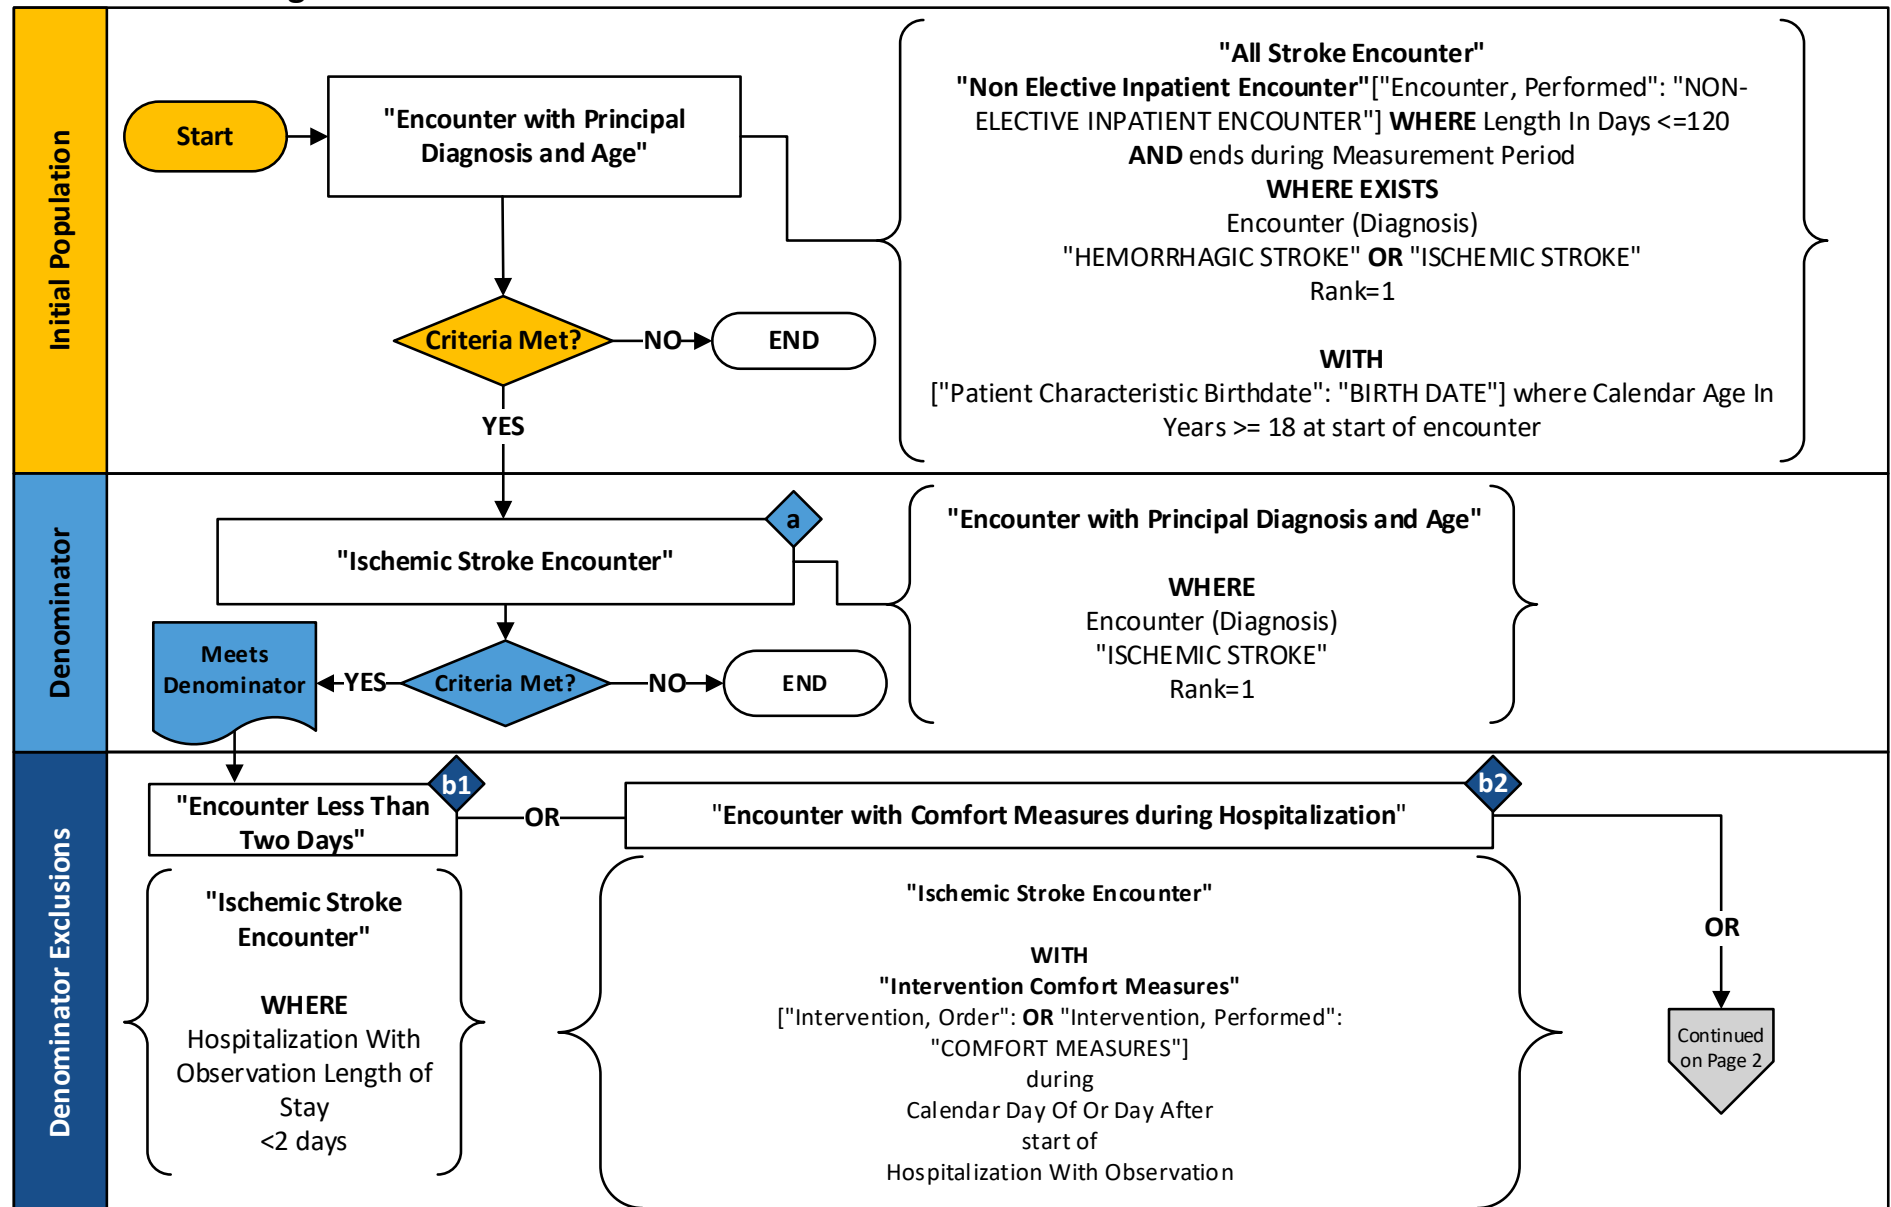 Initial Population
Start
"Encounter with Principal
Diagnosis and Age"
"All Stroke Encounter"
"Non Elective Inpatient Encounter"["Encounter, Performed": "NON-
ELECTIVE INPATIENT ENCOUNTER"] WHERE Length In Days <=120
AND ends during Measurement Period
WHERE EXISTS
Encounter (Diagnosis)
"HEMORRHAGIC STROKE" OR "ISCHEMIC STROKE"
Rank=1
WITH
["Patient Characteristic Birthdate": "BIRTH DATE"] where Calendar Age In
Years >= 18 at start of encounter
Criteria Met?
NO
END
YES
Denominator
"Ischemic Stroke Encounter"
a
"Encounter with Principal Diagnosis and Age"
WHERE
Encounter (Diagnosis)
"ISCHEMIC STROKE"
Rank=1
Meets
Denominator
YES
Criteria Met?
NO
END
Denominator Exclusions
"Encounter Less Than
Two Days"
b1
OR
"Encounter with Comfort Measures during Hospitalization"
b2
"Ischemic Stroke
Encounter"
WHERE
Hospitalization With
Observation Length of
Stay
<2 days
"Ischemic Stroke Encounter"
WITH
"Intervention Comfort Measures"
["Intervention, Order": OR "Intervention, Performed":
"COMFORT MEASURES"]
during
Calendar Day Of Or Day After
start of
Hospitalization With Observation
OR
Continued
on Page 2